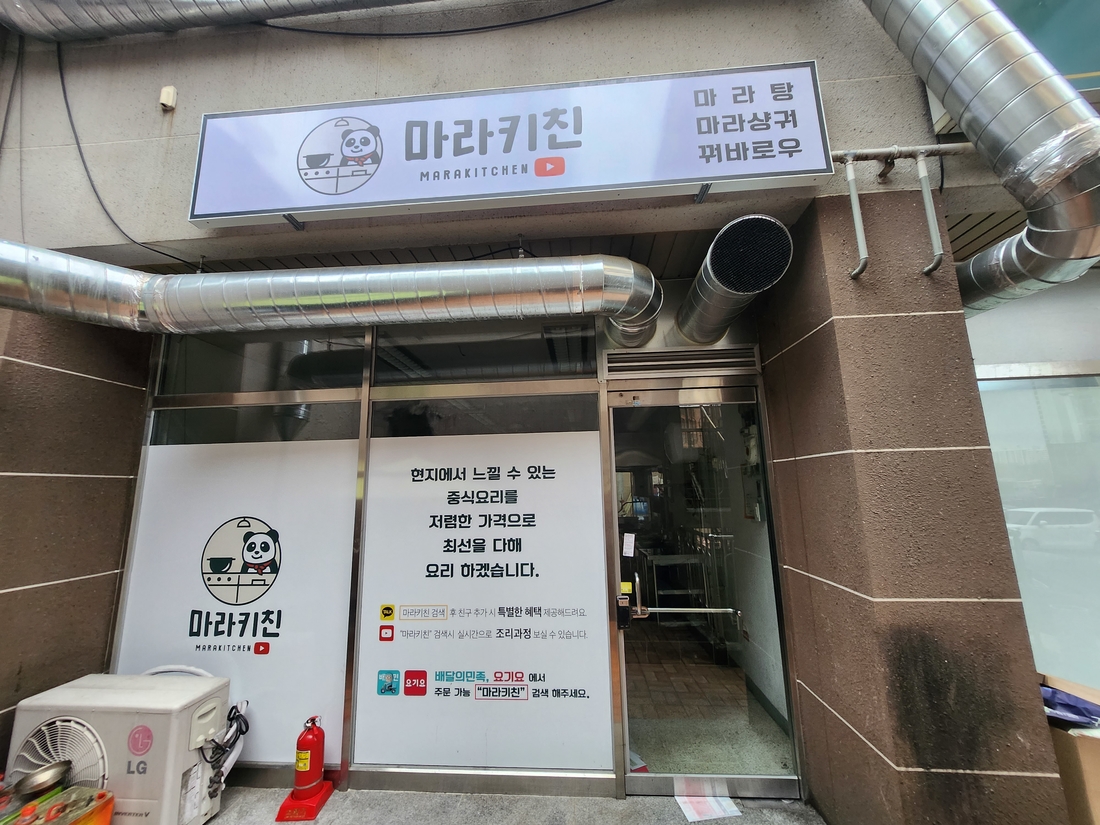 마라키친
MARAKITCHEN
마라탕
마라샹궈
꿔바로우
현지에서 느낄 수 있는
중식요리를
저렴한 가격으로
최선을 다해
요리 하겠습니다.
TALK 마라키친 검색 후 친구 추가 시 특별한 혜택 제공해드려요.
"마라키친" 검색시 실시간으로 조리과정 보실 수 있습니다.
요기요 배달의민족, 요기요 에서
주문 가능 "마라키친" 검색 해주세요.
마라키친
MARAKITCHEN
LG
INVERTER V